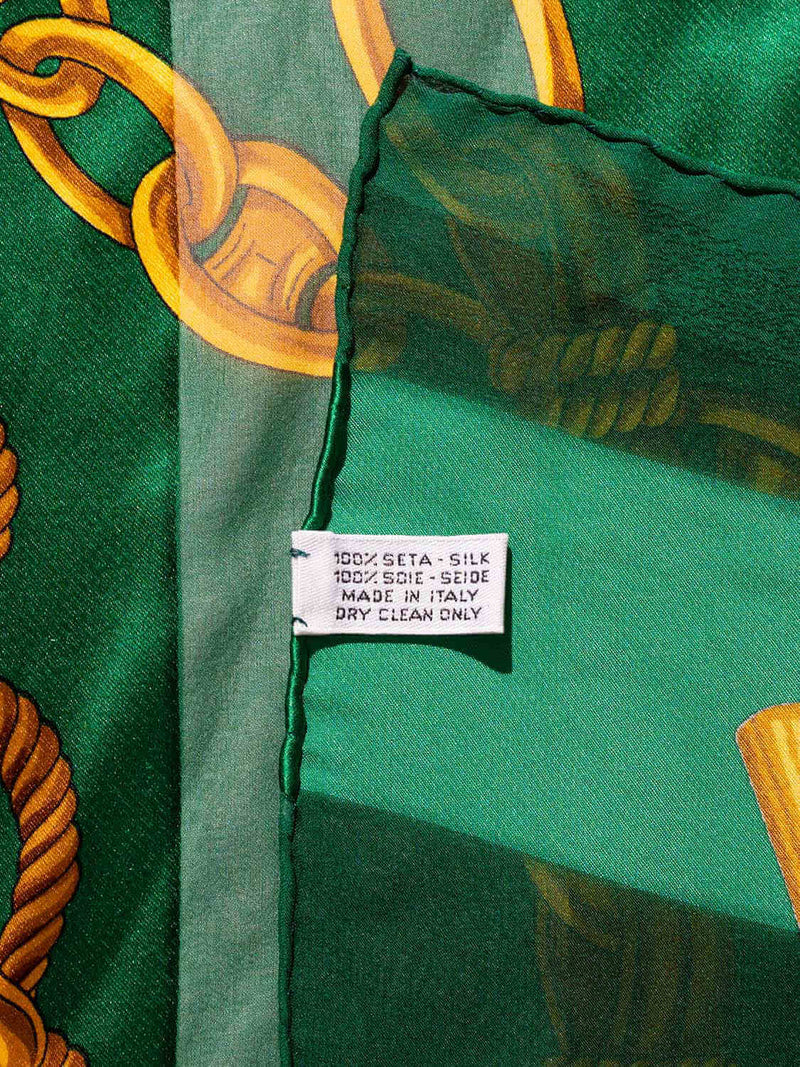 100% SETA - SILK
100% SOIE - SEIDE
MADE IN ITALY
DRY CLEAN ONLY